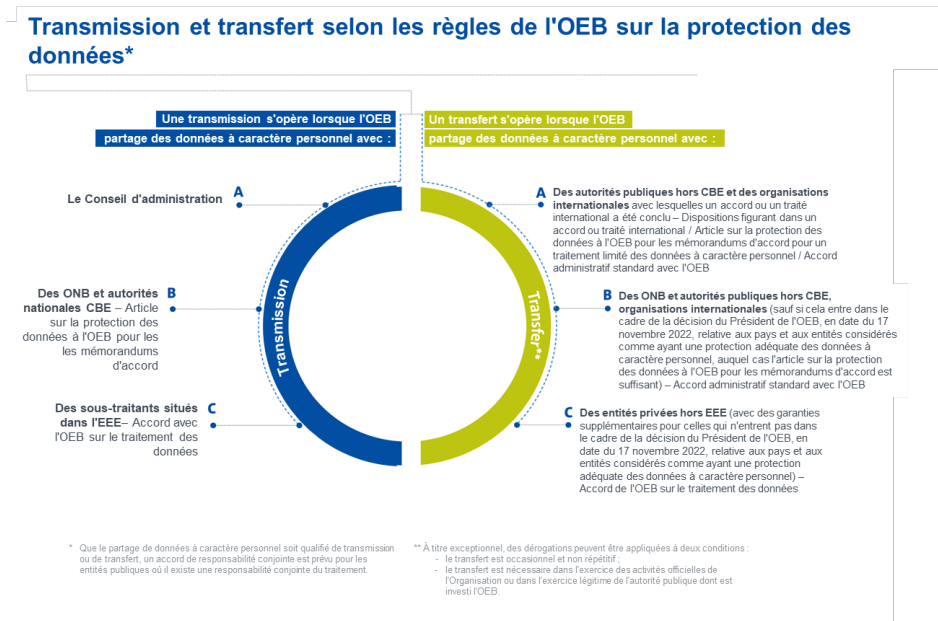 Transmission et transfert selon les règles de l'OEB sur la protection des
données*
Une transmission s'opère lorsque l'OEB
partage des données à caractère personnel avec :
Un transfert s'opère lorsque l'OEB
partage des données à caractère personnel avec :
A
Le Conseil d'administration
B
Des ONB et autorités
nationales CBE – Article
sur la protection des
données à l'OEB pour les
les mémorandums
d'accord
C
Des sous-traitants situés
dans l'EEE– Accord avec
l'OEB sur le traitement des
données
Transmission
Transfer**
A
Des autorités publiques hors CBE et des organisations
internationales avec lesquelles un accord ou un traité
international a été conclu – Dispositions figurant dans un
accord ou traité international / Article sur la protection des
données à l'OEB pour les mémorandums d'accord pour un
traitement limité des données à caractère personnel / Accord
administratif standard avec l'OEB
B
Des ONB et autorités publiques hors CBE,
organisations internationales (sauf si cela entre dans le
cadre de la décision du Président de l'OEB, en date du 17
novembre 2022, relative aux pays et aux entités considérés
comme ayant une protection adéquate des données à
caractère personnel, auquel cas l'article sur la protection
des données à l'OEB pour les mémorandums d'accord est
suffisant) – Accord administratif standard avec l'OEB
C
Des entités privées hors EEE (avec des garanties
supplémentaires pour celles qui n'entrent pas dans
le cadre de la décision du Président de l'OEB, en
date du 17 novembre 2022, relative aux pays et aux
entités considérés comme ayant une protection
adéquate des données à caractère personnel) –
Accord de l'OEB sur le traitement des données
* Que le partage de données à caractère personnel soit qualifié de transmission
ou de transfert, un accord de responsabilité conjointe est prévu pour les
entités publiques où il existe une responsabilité conjointe du traitement.
** À titre exceptionnel, des dérogations peuvent être appliquées à deux conditions :
- le transfert est occasionnel et non répétitif ;
- le transfert est nécessaire dans l'exercice des activités officielles de
l'Organisation ou dans l'exercice légitime de l'autorité publique dont est
investi l'OEB.